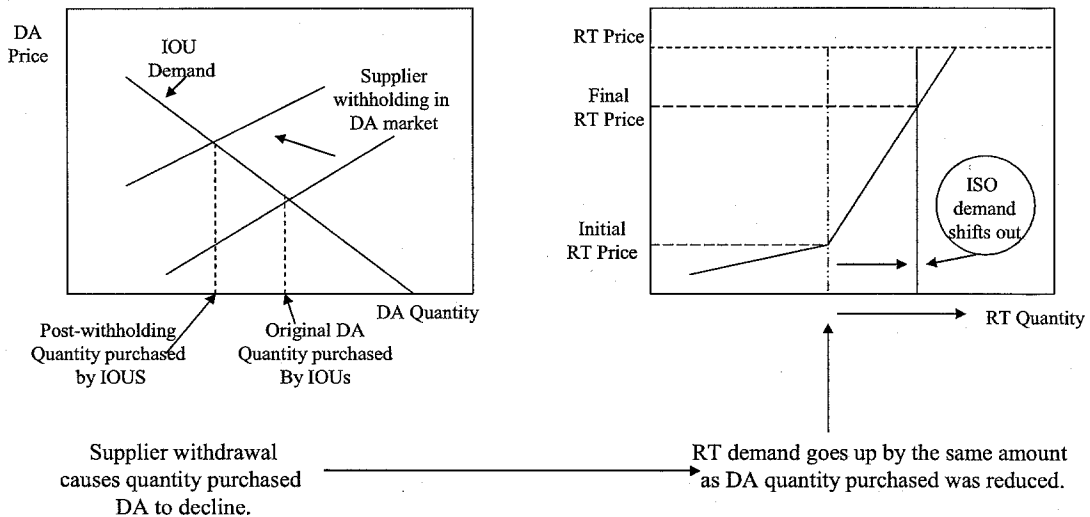 DA
Price
IOU
Demand
Supplier
withholding in
DA market
DA Quantity
Post-withholding
Quantity purchased
by IOUS
Original DA
Quantity purchased
By IOUs
RT Price
Final
RT Price
Initial
RT Price
ISO
demand
shifts out
RT Quantity
Supplier withdrawal
causes quantity purchased
DA to decline.
RT demand goes up by the same amount
as DA quantity purchased was reduced.